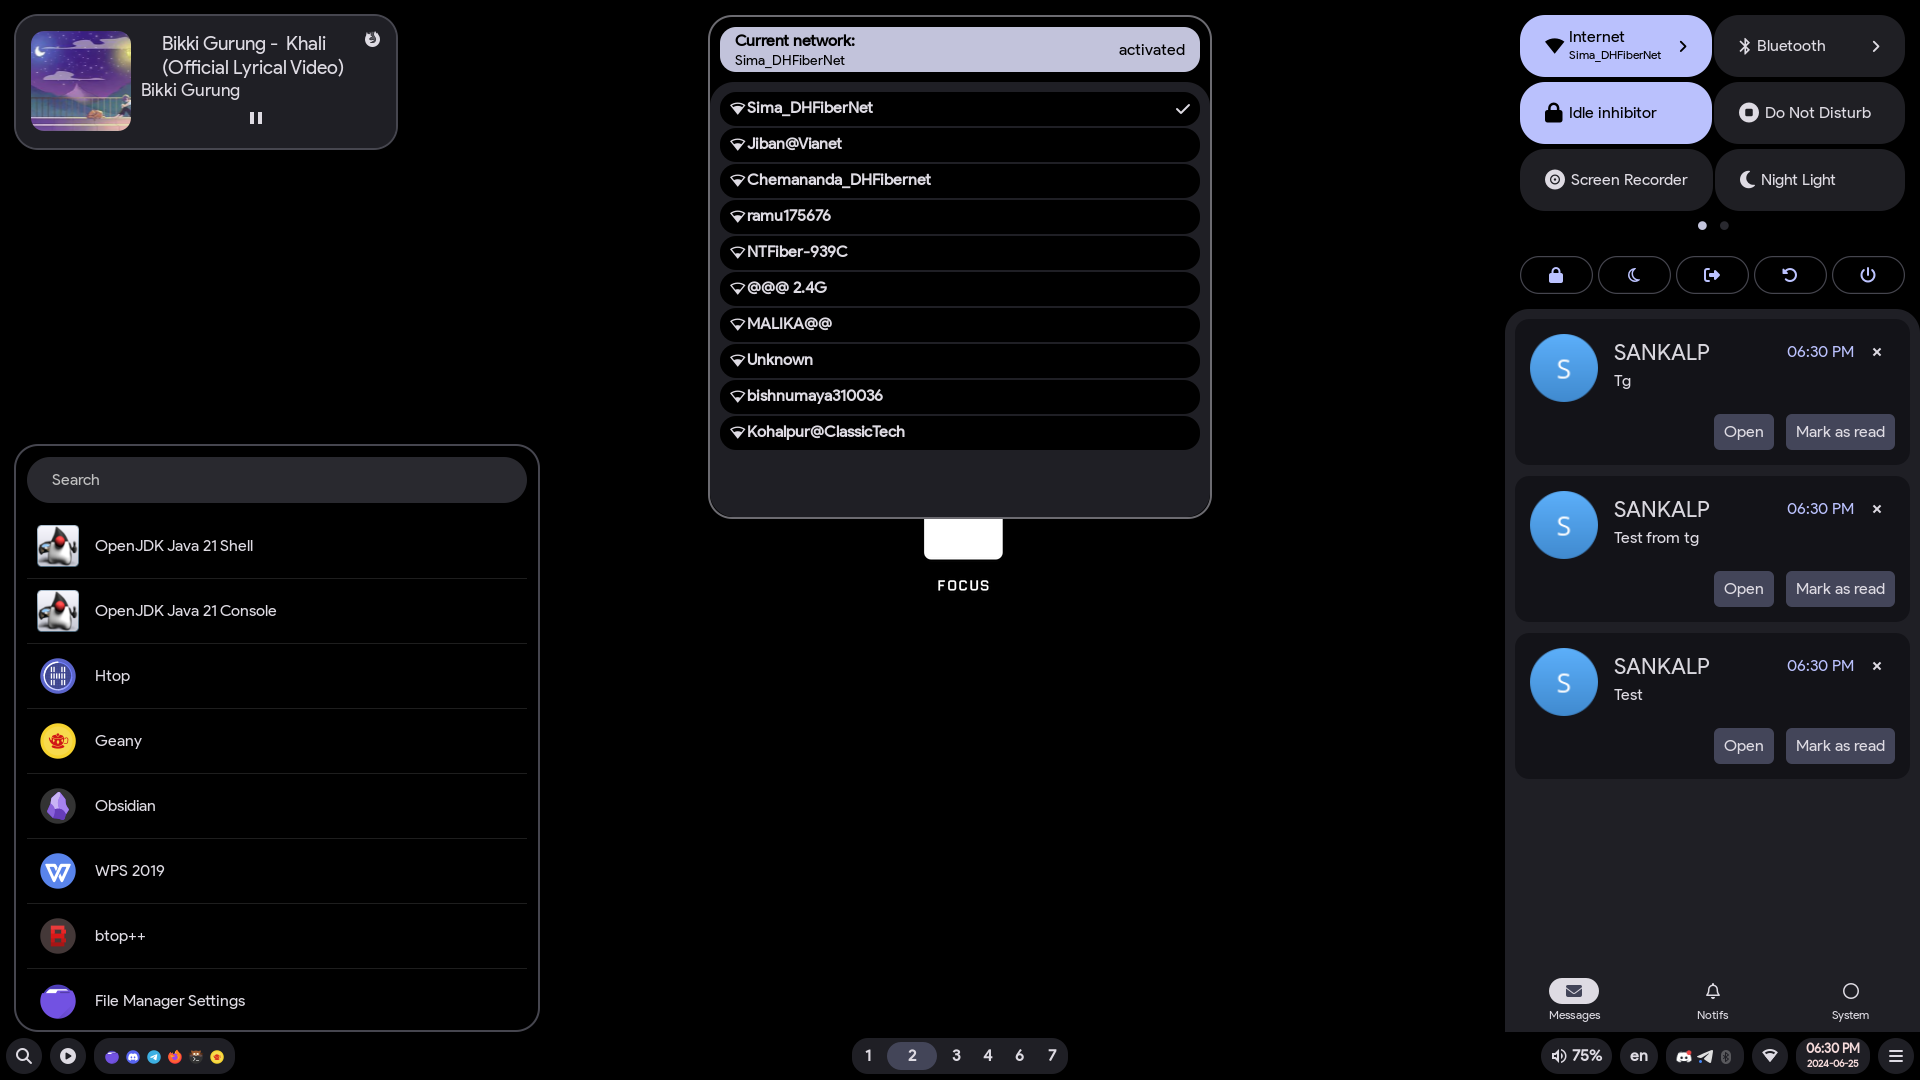 Bikki Gurung - Khali
(Official Lyrical Video)
Bikki Gurung
Current network:
Sima_DHFiberNet
activated
Sima_DHFiberNet
Jiban@Vianet
Chemananda_DHFibernet
ramu175676
NTFiber-939C
@@@ 2.4G
MALIKA@@
Unknown
bishnumaya310036
Kohalpur@ClassicTech
FOCUS
Search
OpenJDK Java 21 Shell
OpenJDK Java 21 Console
Htop
Geany
Obsidian
WPS 2019
btop++
File Manager Settings
Internet
Sima_DHFiberNet
Bluetooth
Idle inhibitor
Do Not Disturb
Screen Recorder
Night Light
S
SANKALP
06:30 PM
Tg
Open
Mark as read
S
SANKALP
06:30 PM
Test from tg
Open
Mark as read
S
SANKALP
06:30 PM
Test
Open
Mark as read
Messages
Notifs
System
1 2 3 4 6 7
75%
en
06:30 PM
2024-06-25